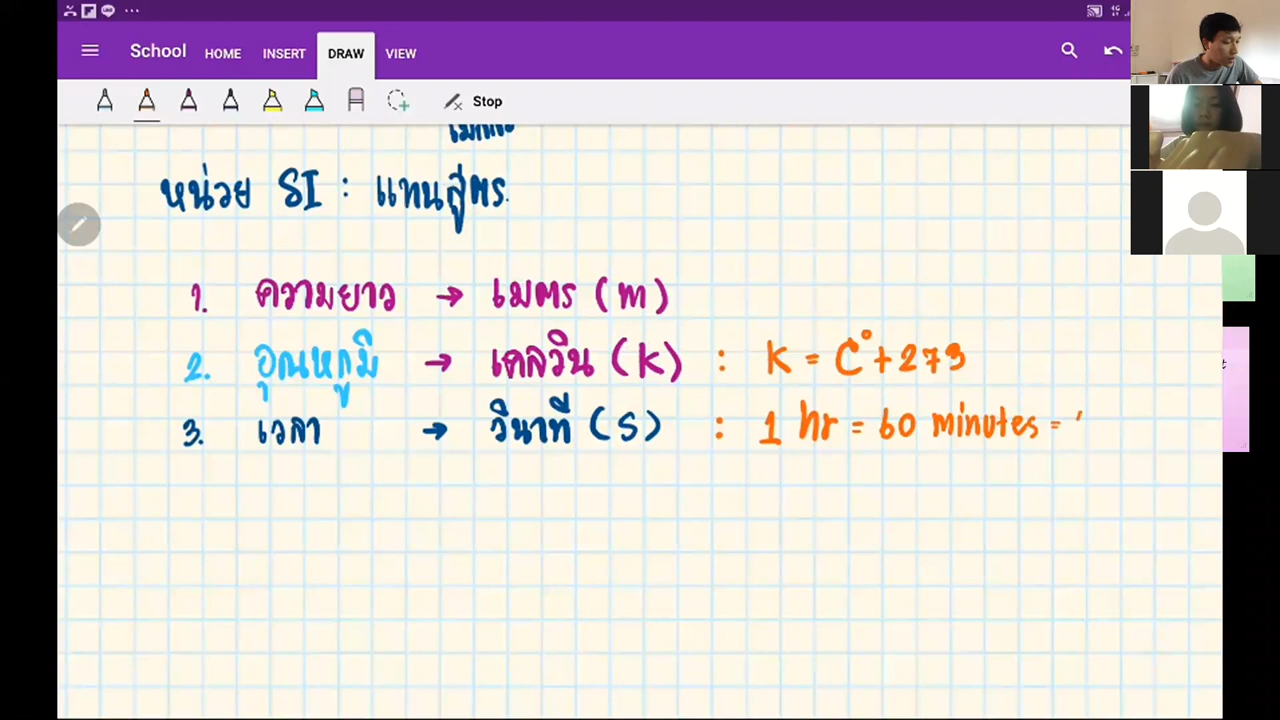 4G
School HOME INSERT DRAW VIEW
Stop
หน่วย SI : แทนสูตร.
1. ความยาว → เมตร (m)
2. อุณหภูมิ → เคลวิน (K) : K = C° + 273
3. เวลา → วินาที (S) : 1 hr = 60 minutes =
t